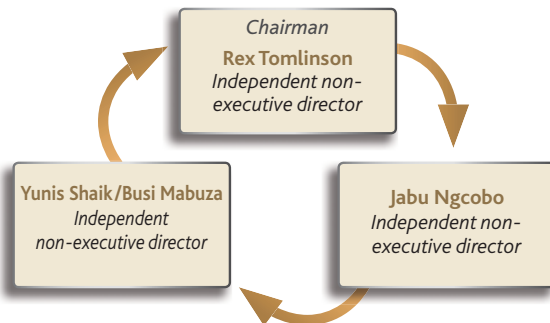 Chairman
Rex Tomlinson
Independent non-
executive director
Yunis Shaik/Busi Mabuza
Independent
non-executive director
Jabu Ngcobo
Independent non-
executive director